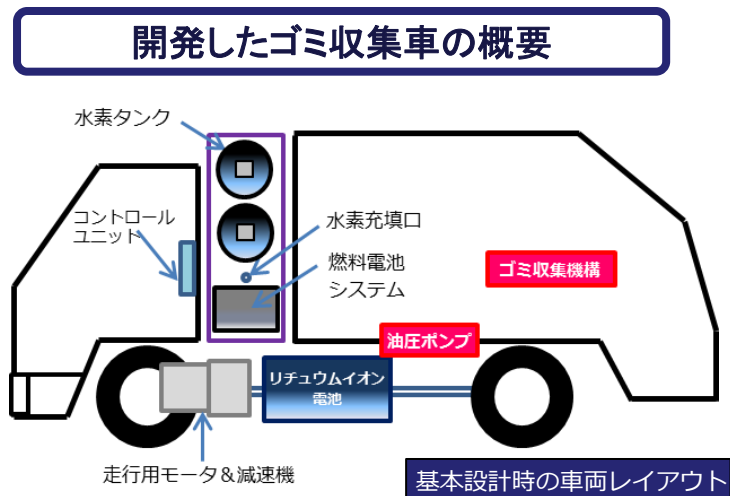 開発したゴミ収集車の概要
水素タンク
コントロール
ユニット
水素充填口
燃料電池
システム
ゴミ収集機構
油圧ポンプ
リチュウムイオン
電池
走行用モータ＆減速機
基本設計時の車両レイアウト